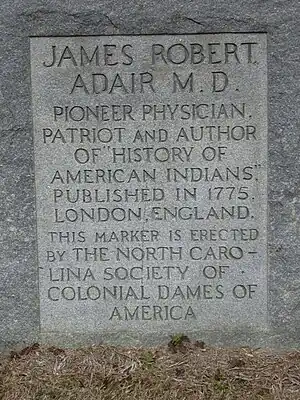 JAMES ROBERT
ADAIR M.D.
PIONEER PHYSICIAN.
PATRIOT AND AUTHOR
OF "HISTORY OF
AMERICAN INDIANS".
PUBLISHED IN 1775.
LONDON, ENGLAND.
THIS MARKER IS ERECTED
BY THE NORTH CARO-
LINA SOCIETY OF
COLONIAL DAMES OF
AMERICA